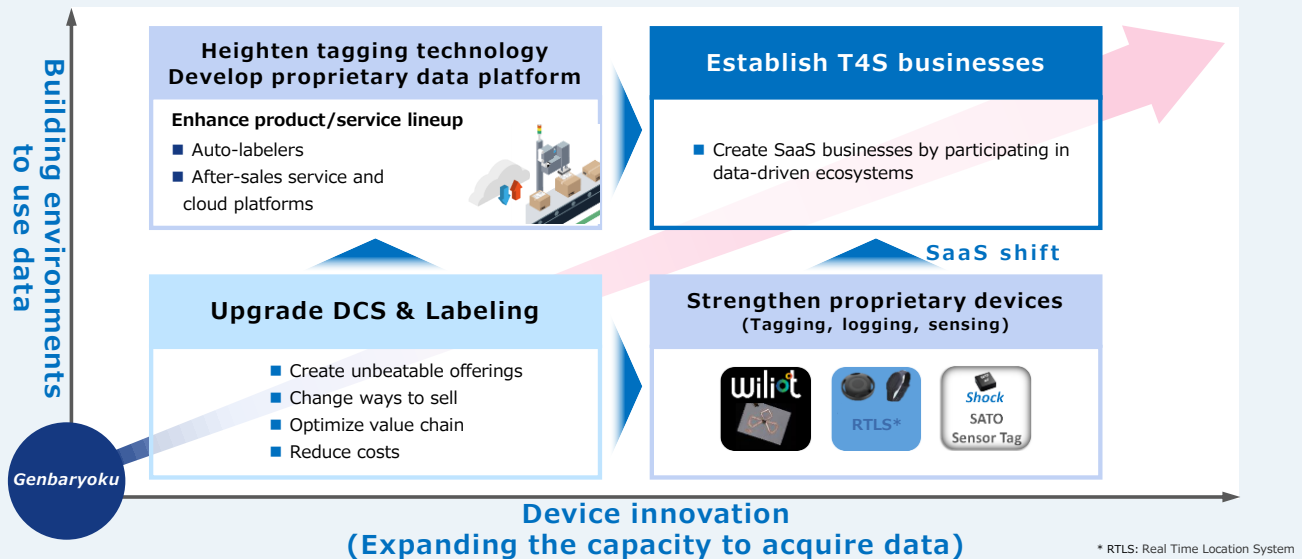 Building environments
to use data
Heighten tagging technology
Develop proprietary data platform
Enhance product/service lineup
■ Auto-labelers
■ After-sales service and
cloud platforms
Establish T4S businesses
■ Create SaaS businesses by participating in
data-driven ecosystems
SaaS shift
Upgrade DCS & Labeling
■ Create unbeatable offerings
■ Change ways to sell
■ Optimize value chain
■ Reduce costs
Strengthen proprietary devices
(Tagging, logging, sensing)
wiliot
RTLS*
Shock
SATO
Sensor Tag
Genbaryoku
Device innovation
(Expanding the capacity to acquire data)
* RTLS: Real Time Location System